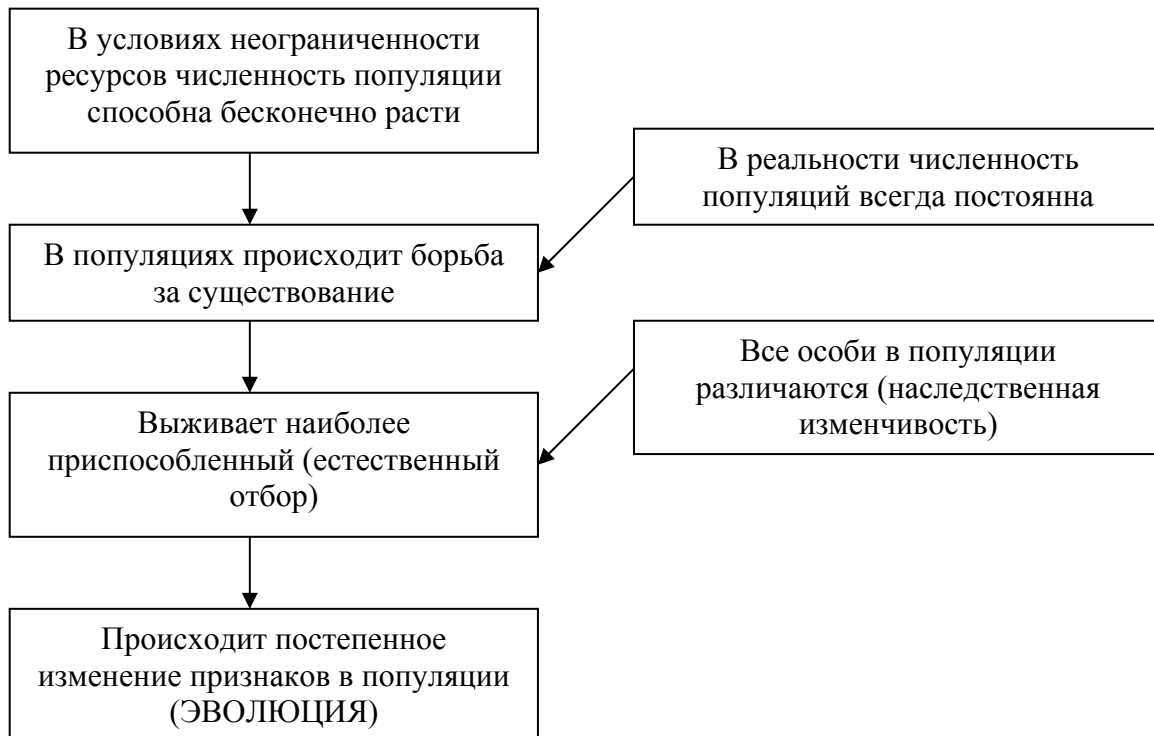 В условиях неограниченности
ресурсов численность популяции
способна бесконечно расти
В реальности численность
популяций всегда постоянна
В популяциях происходит борьба
за существование
Все особи в популяции
различаются (наследственная
изменчивость)
Выживает наиболее
приспособленный (естественный
отбор)
Происходит постепенное
изменение признаков в популяции
(ЭВОЛЮЦИЯ)